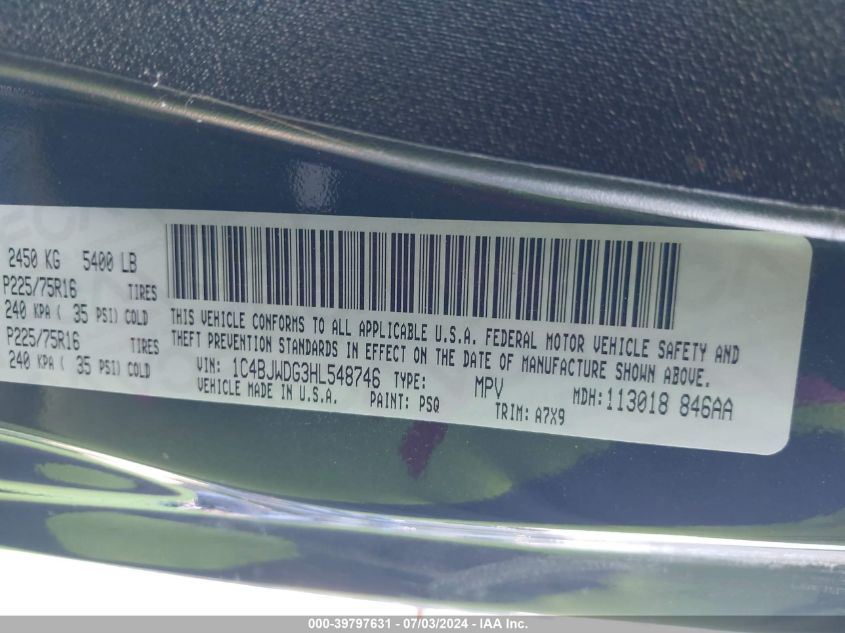 2450 KG 5400 LB
P225/75R16 TIRES
240 KPA ( 35 PSI) COLD
P225/75R16 TIRES
240 KPA ( 35 PSI) COLD
THIS VEHICLE CONFORMS TO ALL APPLICABLE U.S.A. FEDERAL MOTOR VEHICLE SAFETY AND
THEFT PREVENTION STANDARDS IN EFFECT ON THE DATE OF MANUFACTURE SHOWN ABOVE.
VIN: 1C4BJWDG3HL548746 TYPE: MPV MDH: 113018 846AA
VEHICLE MADE IN U.S.A. PAINT: PSQ TRIM: A7X9
000-39797631 - 07/03/2024 - IAA Inc.